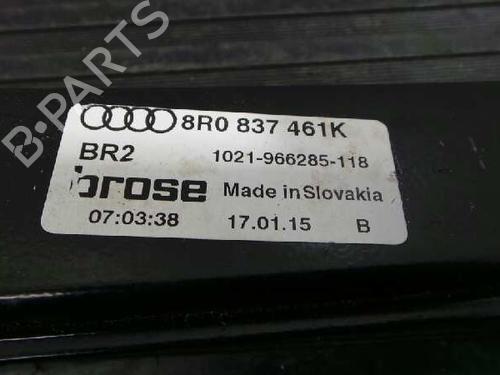 8R0 837 461K
BR2 1021-966285-118
brose Made in Slovakia
07:03:38 17.01.15 B
B-Parts